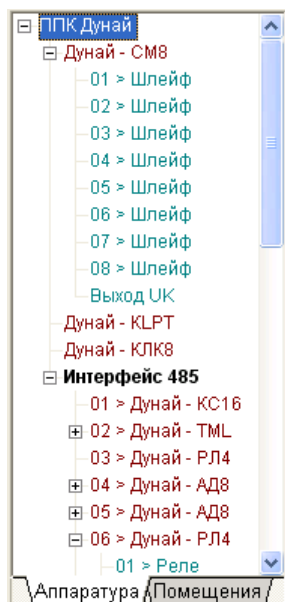 ППК Дунай
Дунай - СМ8
01 > Шлейф
02 > Шлейф
03 > Шлейф
04 > Шлейф
05 > Шлейф
06 > Шлейф
07 > Шлейф
08 > Шлейф
Выход UK
Дунай - KLPT
Дунай - КЛК8
Интерфейс 485
01 > Дунай - КС16
02 > Дунай - TML
03 > Дунай - РЛ4
04 > Дунай - АД8
05 > Дунай - АД8
06 > Дунай - РЛ4
01 > Реле
Аппаратура Помещения